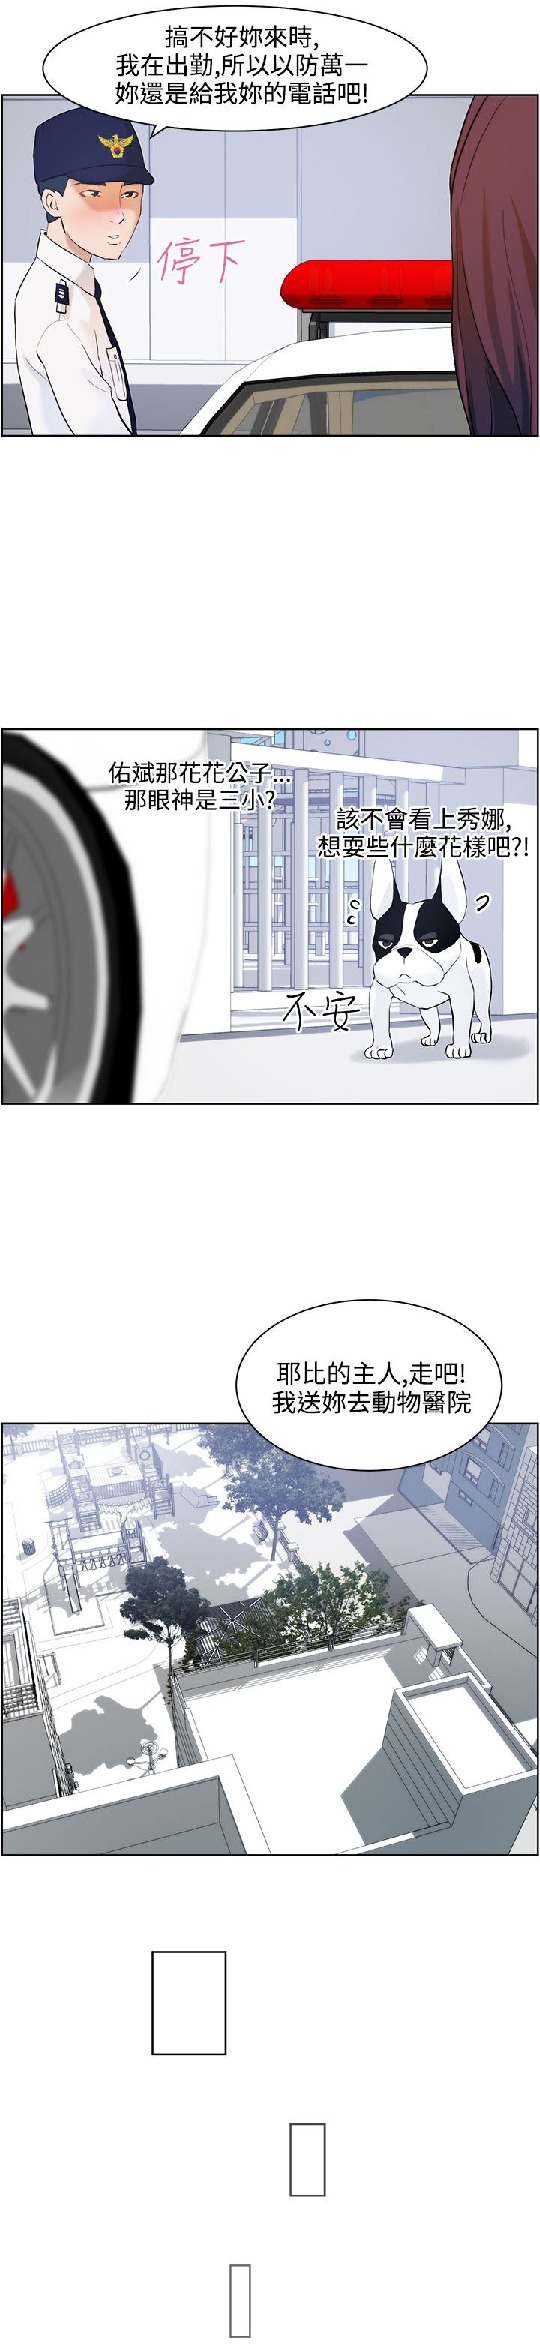 搞不好妳來時,
我在出勤,所以以防萬一
妳還是給我妳的電話吧!
停下
佑斌那花花公子...
那眼神是三小?
該不會看上秀娜,
想耍些什麼花樣吧?!
不安
耶比的主人,走吧!
我送妳去動物醫院